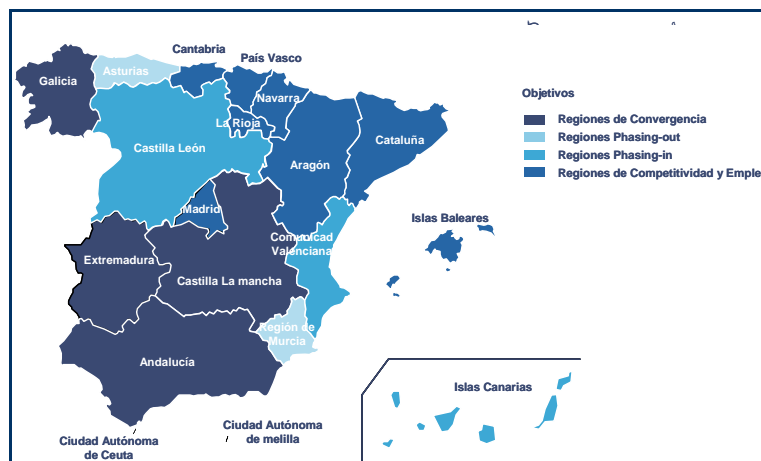 Cantabria
País Vasco
Galicia
Asturias
Navarra
La Rioja
Castilla León
Aragón
Cataluña
Madrid
Objetivos
Regiones de Convergencia
Regiones Phasing-out
Regiones Phasing-in
Regiones de Competitividad y Emple
Islas Baleares
Comunicad
Valenciana
Extremadura
Castilla La mancha
Región de
Murcia
Andalucía
Islas Canarias
Ciudad Autónoma
de Ceuta
Ciudad Autónoma
de melilla